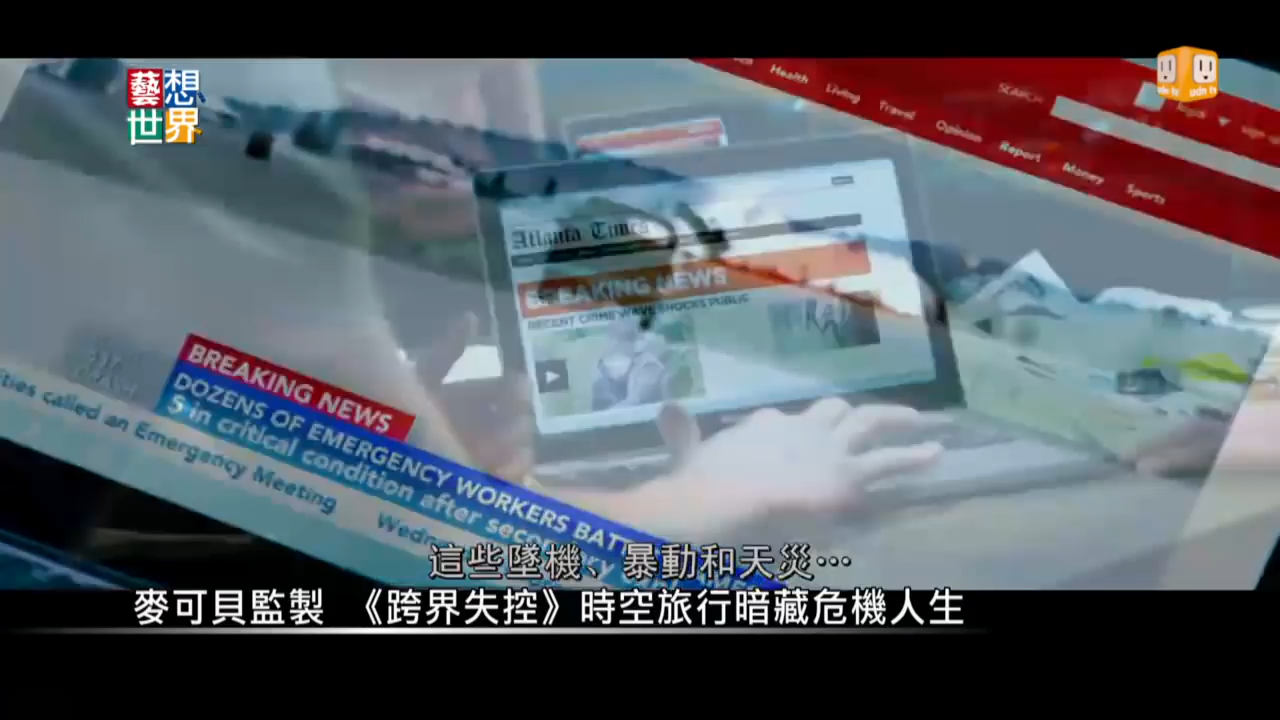 藝想
世界
udn tv
Health
Living
Travel
Opinion
Report
Money
Sports
SEARCH
Atlanta Times
BREAKING NEWS
RECENT CRIME WAVE SHOCKS PUBLIC
BREAKING NEWS
DOZENS OF EMERGENCY WORKERS
5 in critical condition after
called an Emergency Meeting
這些墜機、暴動和天災…
麥可貝監製 《跨界失控》時空旅行暗藏危機人生